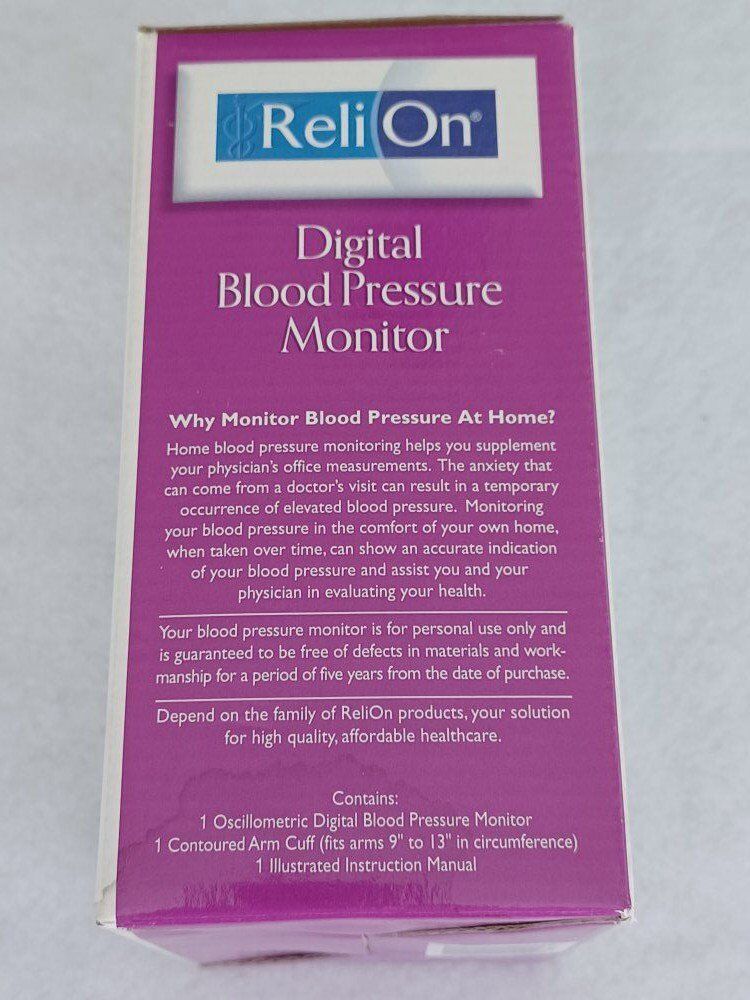 ReliOn®
Digital
Blood Pressure
Monitor
Why Monitor Blood Pressure At Home?
Home blood pressure monitoring helps you supplement
your physician's office measurements. The anxiety that
can come from a doctor's visit can result in a temporary
occurrence of elevated blood pressure. Monitoring
your blood pressure in the comfort of your own home,
when taken over time, can show an accurate indication
of your blood pressure and assist you and your
physician in evaluating your health.
Your blood pressure monitor is for personal use only and
is guaranteed to be free of defects in materials and work-
manship for a period of five years from the date of purchase.
Depend on the family of ReliOn products, your solution
for high quality, affordable healthcare.
Contains:
1 Oscillometric Digital Blood Pressure Monitor
1 Contoured Arm Cuff (fits arms 9" to 13" in circumference)
1 Illustrated Instruction Manual